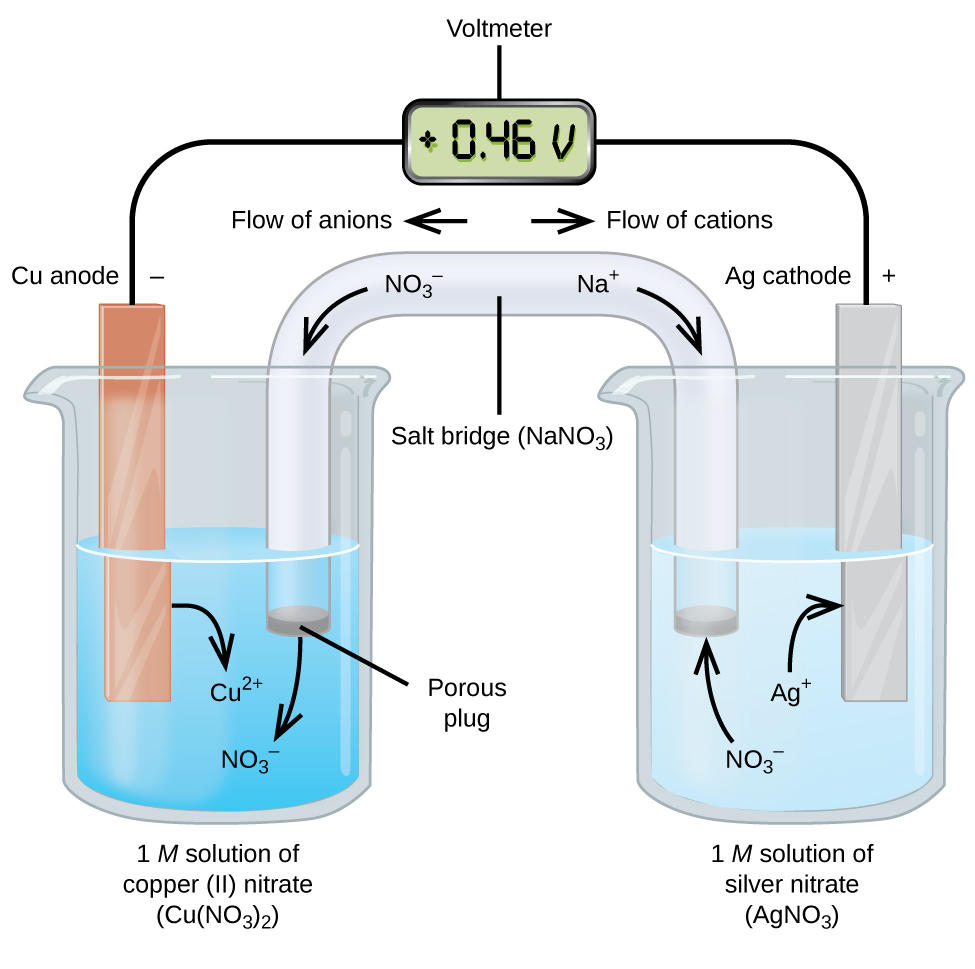 Voltmeter
+ 0.46 V
Flow of anions
Flow of cations
Cu anode –
NO₃⁻
Na⁺
Ag cathode +
Salt bridge (NaNO₃)
Cu²⁺
Porous
plug
Ag⁺
NO₃⁻
NO₃⁻
1 M solution of
copper (II) nitrate
(Cu(NO₃)₂)
1 M solution of
silver nitrate
(AgNO₃)